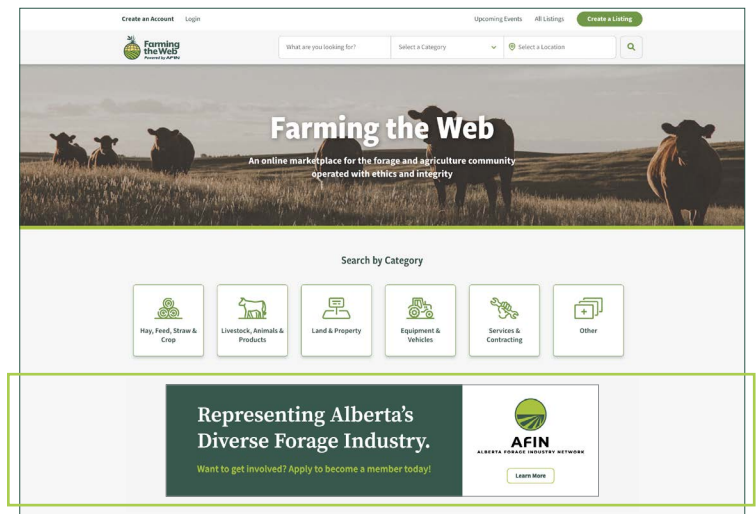 Create an Account Login Upcoming Events All Listings Create a Listing
Farming
the Web
Powered by AFWG
What are you looking for? Select a Category Select a Location
Farming the Web
An online marketplace for the forage and agriculture community
operated with ethics and integrity
Search by Category
Hay, Feed, Straw &
Crop
Livestock, Animals &
Products
Land & Property
Equipment &
Vehicles
Services &
Contracting
Other
Representing Alberta’s
Diverse Forage Industry.
Want to get involved? Apply to become a member today!
AFIN
ALBERTA FORAGE INDUSTRY NETWORK
Learn More